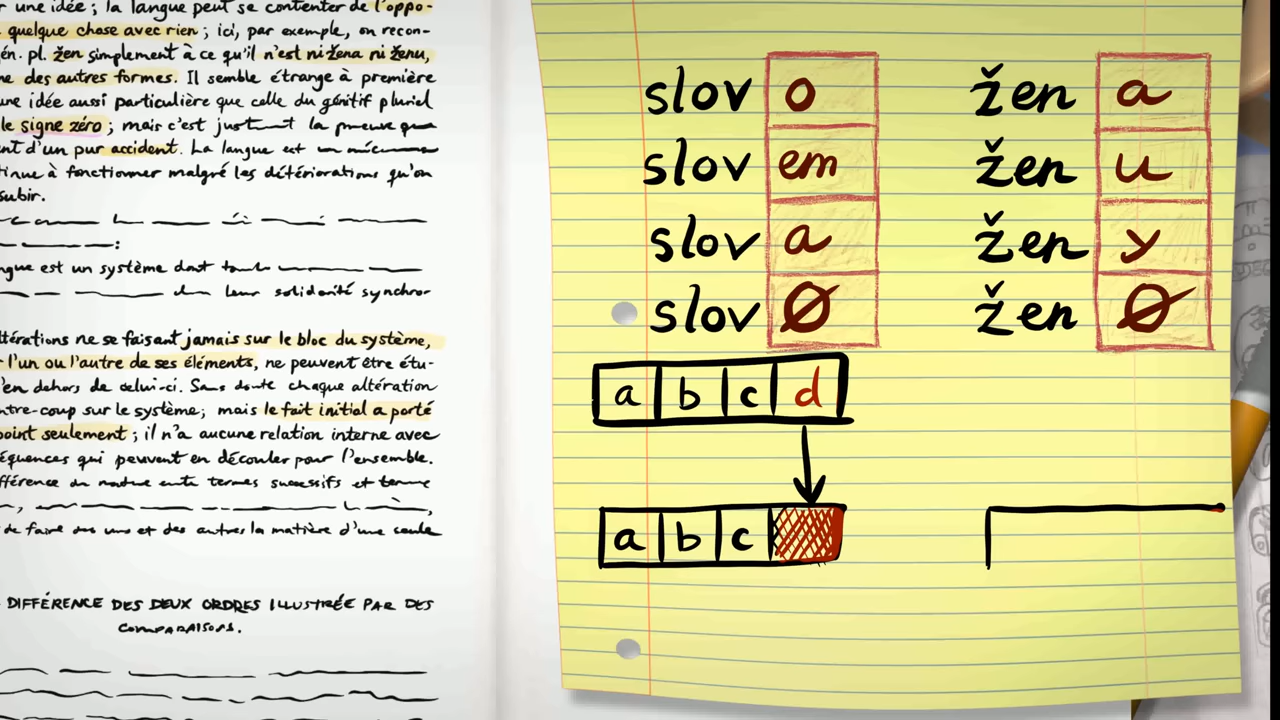 r une idée ; la langue peut se contenter de l'oppo-
quelque chose avec rien ; ici, par exemple, on recon-
én. pl. žen simplement à ce qu'il n'est ni žena ni ženu,
ne des autres formes. Il semble étrange à première
une idée aussi particulière que celle du génitif pluriel
le signe zéro ; mais c'est justement la preuve que
nt d'un pur accident. La langue est
tinue à fonctionner malgré les détériorations qu'on
subir.
ngue est un système dont
leur solidarité synchro-
ltérations ne se faisant jamais sur le bloc du système,
l'un ou l'autre de ses éléments, ne peuvent être étu-
'en dehors de celui-ci. Sans doute chaque altération
ntre-coup sur le système ; mais le fait initial a porté
point seulement ; il n'a aucune relation interne avec
équences qui peuvent en découler pour l'ensemble.
fférence de nature entre termes successifs et
de faire des uns et des autres la matière d'une seule
DIFFÉRENCE DES DEUX ORDRES ILLUSTRÉE PAR DES
COMPARAISONS.
slov o
slov em
slov a
slov Ø
žen a
žen u
žen y
žen Ø
a b c d
a b c